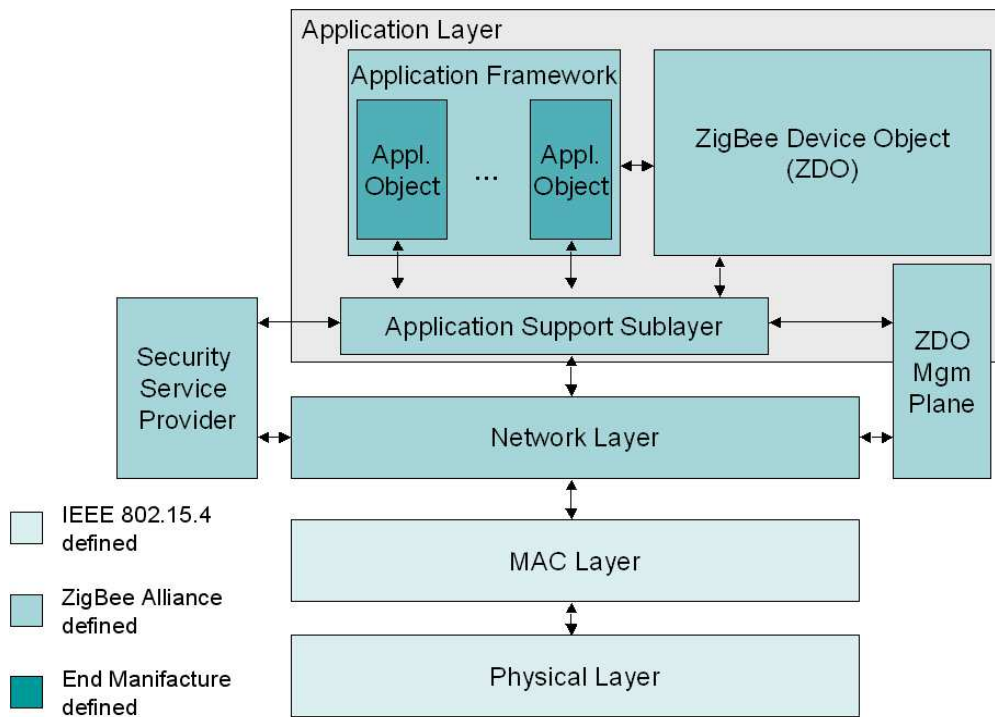 Application Layer
Application Framework
Appl.
Object
...
Appl.
Object
ZigBee Device Object
(ZDO)
Application Support Sublayer
Security
Service
Provider
ZDO
Mgm
Plane
Network Layer
MAC Layer
Physical Layer
IEEE 802.15.4
defined
ZigBee Alliance
defined
End Manifacture
defined